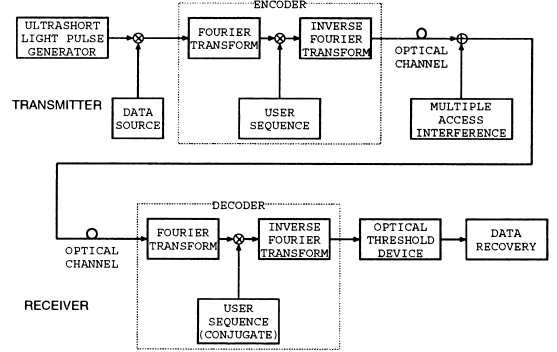 ENCODER
ULTRASHORT
LIGHT PULSE
GENERATOR
FOURIER
TRANSFORM
INVERSE
FOURIER
TRANSFORM
OPTICAL
CHANNEL
TRANSMITTER
DATA
SOURCE
USER
SEQUENCE
MULTIPLE
ACCESS
INTERFERENCE
DECODER
OPTICAL
CHANNEL
FOURIER
TRANSFORM
INVERSE
FOURIER
TRANSFORM
OPTICAL
THRESHOLD
DEVICE
DATA
RECOVERY
RECEIVER
USER
SEQUENCE
(CONJUGATE)